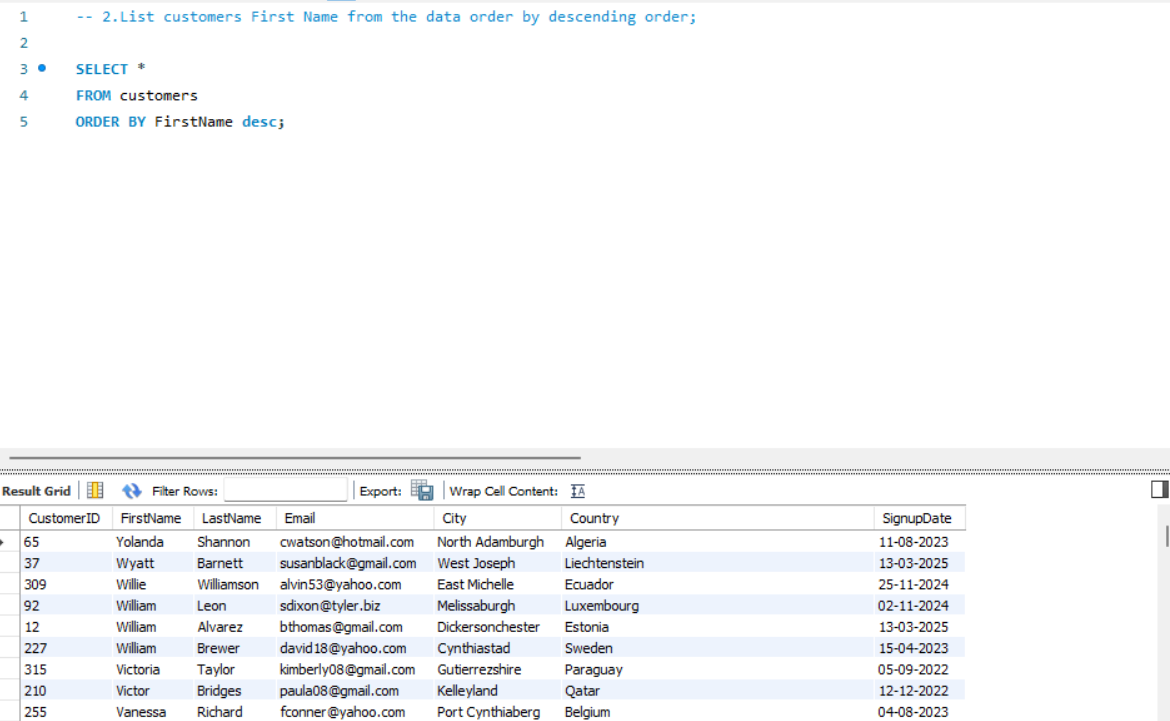 1 -- 2.List customers First Name from the data order by descending order;
2
3 SELECT *
4 FROM customers
5 ORDER BY FirstName desc;
Result Grid Filter Rows: Export: Wrap Cell Content: IA
CustomerID FirstName LastName Email City Country SignupDate
65 Yolanda Shannon cwatson@hotmail.com North Adamburgh Algeria 11-08-2023
37 Wyatt Barnett susanblack@gmail.com West Joseph Liechtenstein 13-03-2025
309 Willie Williamson alvin53@yahoo.com East Michelle Ecuador 25-11-2024
92 William Leon sdixon@tyler.biz Melissaburgh Luxembourg 02-11-2024
12 William Alvarez bthomas@gmail.com Dickersonchester Estonia 13-03-2025
227 William Brewer david18@yahoo.com Cynthiastad Sweden 15-04-2023
315 Victoria Taylor kimberly08@gmail.com Gutierrezshire Paraguay 05-09-2022
210 Victor Bridges paula08@gmail.com Kelleyland Qatar 12-12-2022
255 Vanessa Richard fconner@yahoo.com Port Cynthiaberg Belgium 04-08-2023